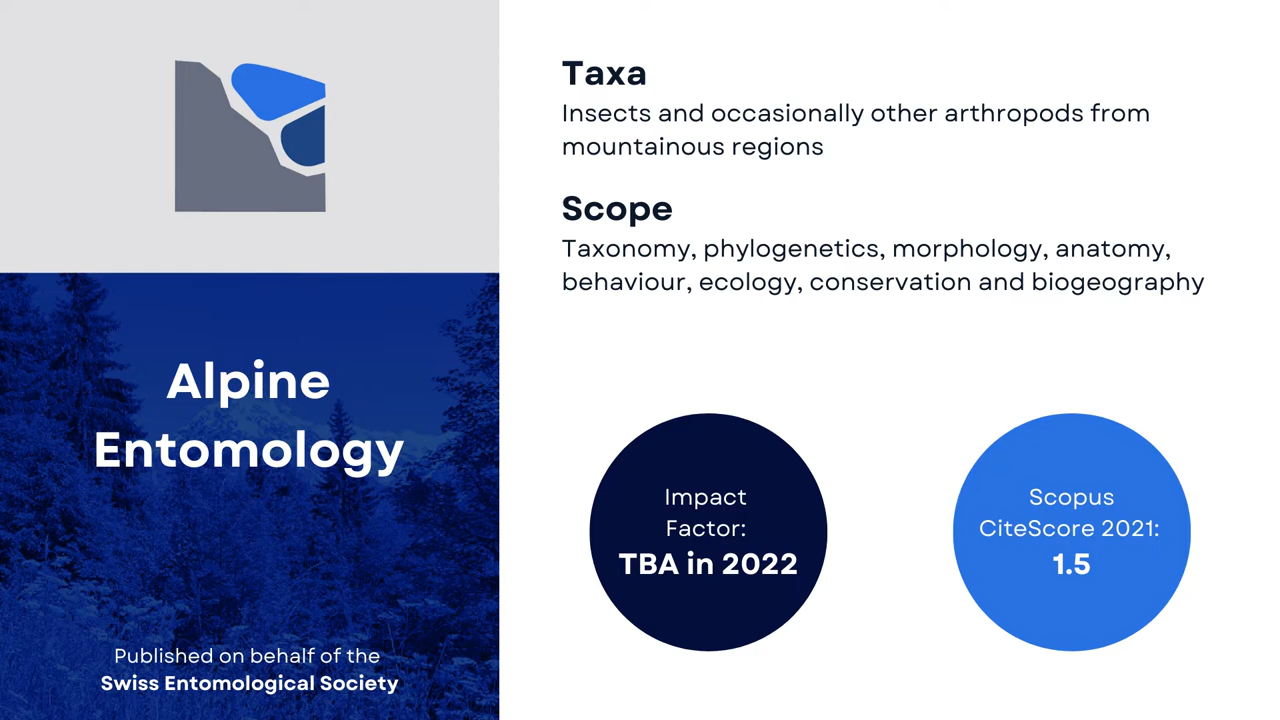 Alpine
Entomology
Published on behalf of the
Swiss Entomological Society
Taxa
Insects and occasionally other arthropods from
mountainous regions
Scope
Taxonomy, phylogenetics, morphology, anatomy,
behaviour, ecology, conservation and biogeography
Impact
Factor:
TBA in 2022
Scopus
CiteScore 2021:
1.5